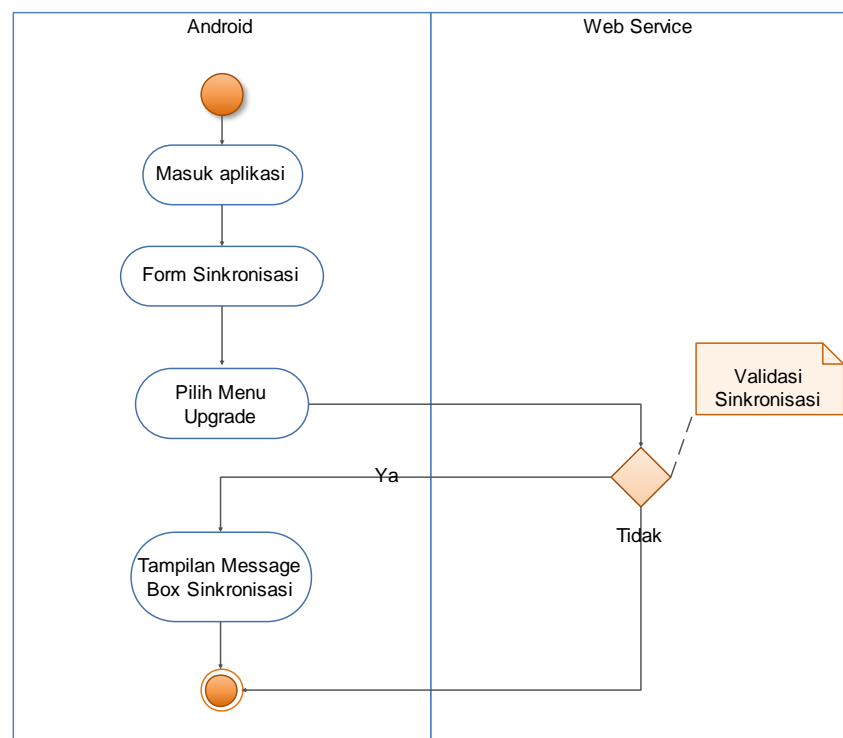 Android
Web Service
Masuk aplikasi
Form Sinkronisasi
Pilih Menu
Upgrade
Validasi
Sinkronisasi
Ya
Tidak
Tampilan Message
Box Sinkronisasi